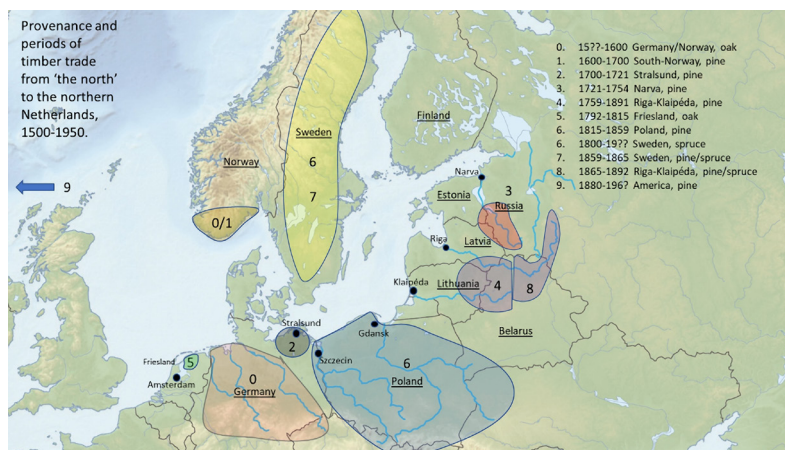 Provenance and
periods of
timber trade
from ‘the north’
to the northern
Netherlands,
1500-1950.
0. 15??-1600 Germany/Norway, oak
1. 1600-1700 South-Norway, pine
2. 1700-1721 Stralsund, pine
3. 1721-1754 Narva, pine
4. 1759-1891 Riga-Klaipéda, pine
5. 1792-1815 Friesland, oak
6. 1815-1859 Poland, pine
6. 1800-19?? Sweden, spruce
7. 1859-1865 Sweden, pine/spruce
8. 1865-1892 Riga-Klaipéda, pine/spruce
9. 1880-196? America, pine
Finland
Sweden
Norway
6
Narva
9
7
3
Estonia
Russia
0/1
Riga
Latvia
Klaipéda
Lithuania
4
8
Stralsund
Gdansk
Belarus
2
Szczecin
Friesland
5
6
Amsterdam
0
Poland
Germany